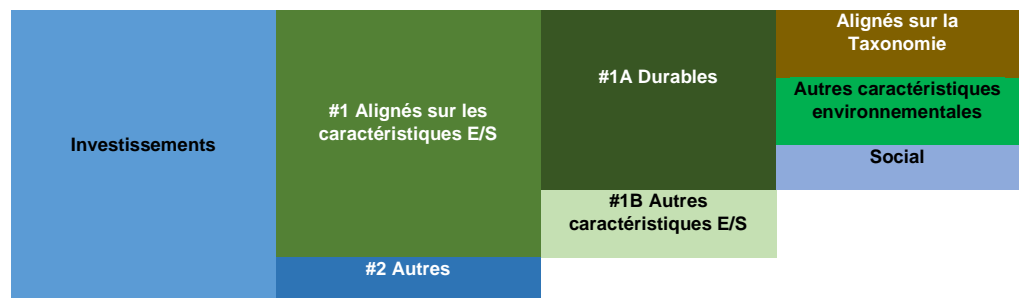 Investissements
#1 Alignés sur les
caractéristiques E/S
#2 Autres
#1A Durables
#1B Autres
caractéristiques E/S
Alignés sur la
Taxonomie
Autres caractéristiques
environnementales
Social